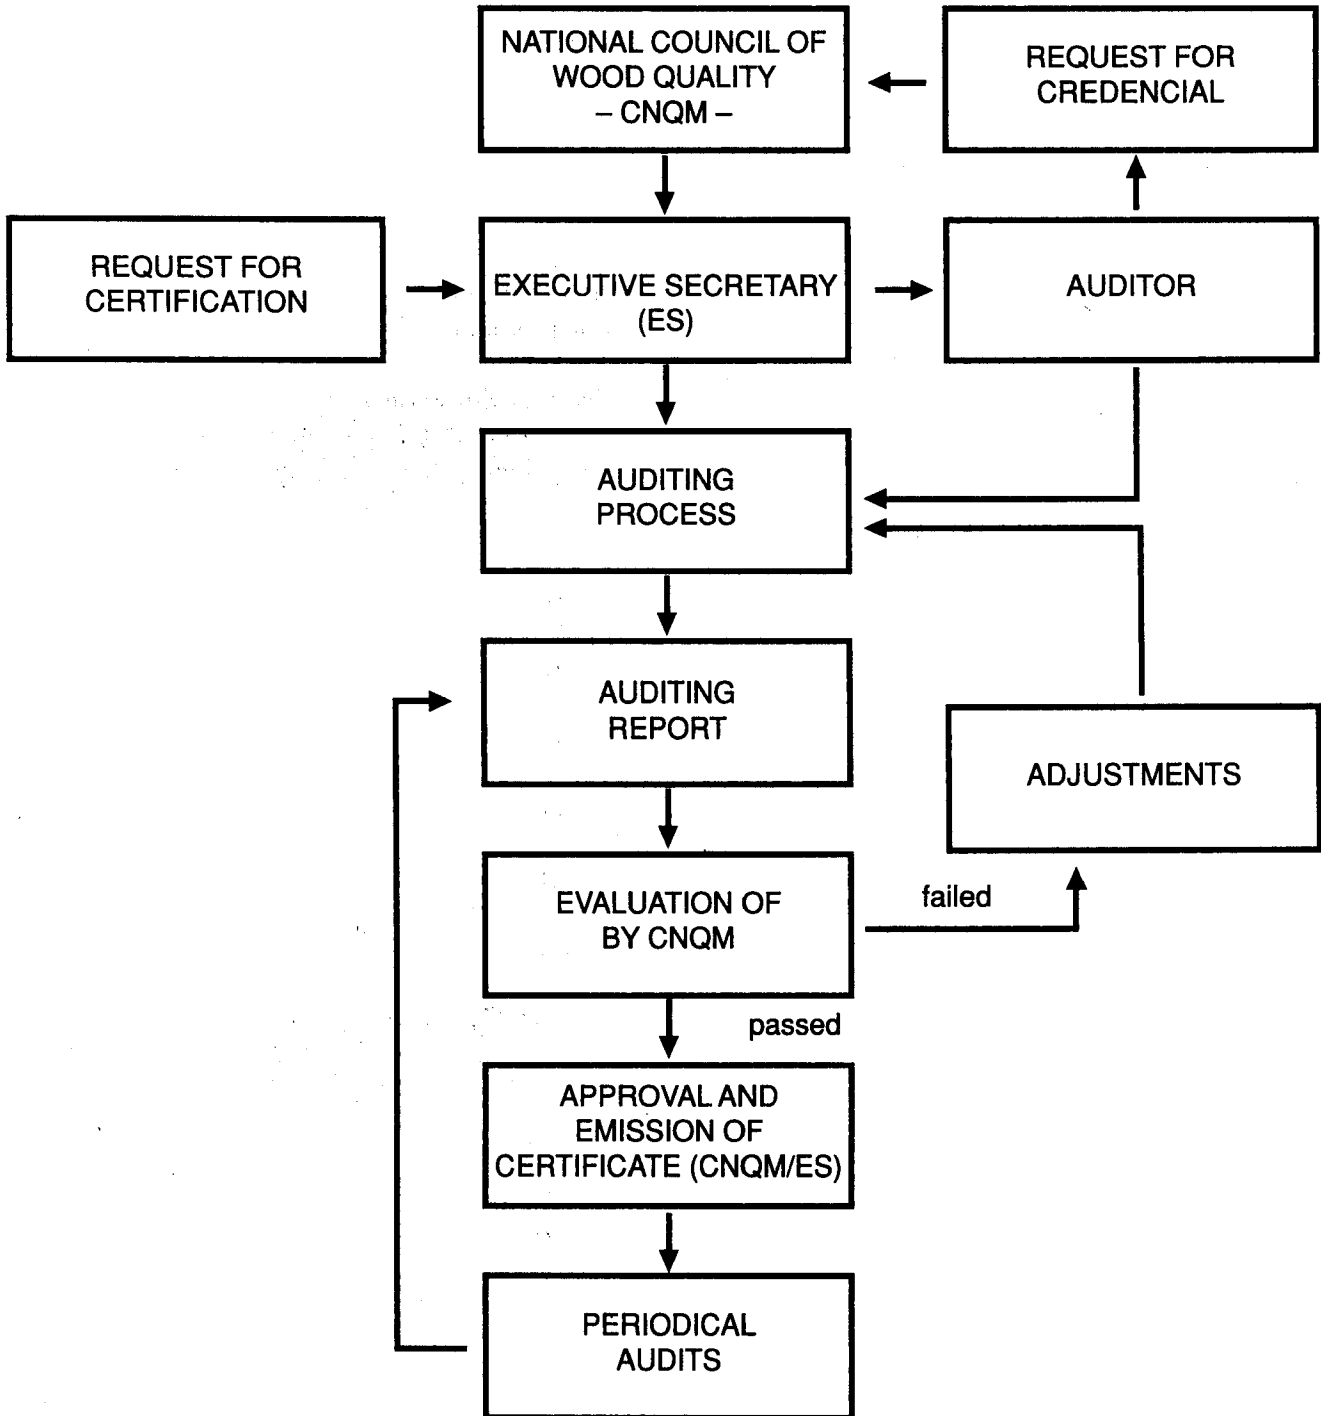 NATIONAL COUNCIL OF
WOOD QUALITY
– CNQM –
REQUEST FOR
CREDENCIAL
REQUEST FOR
CERTIFICATION
EXECUTIVE SECRETARY
(ES)
AUDITOR
AUDITING
PROCESS
AUDITING
REPORT
ADJUSTMENTS
EVALUATION OF
BY CNQM
failed
passed
APPROVAL AND
EMISSION OF
CERTIFICATE (CNQM/ES)
PERIODICAL
AUDITS